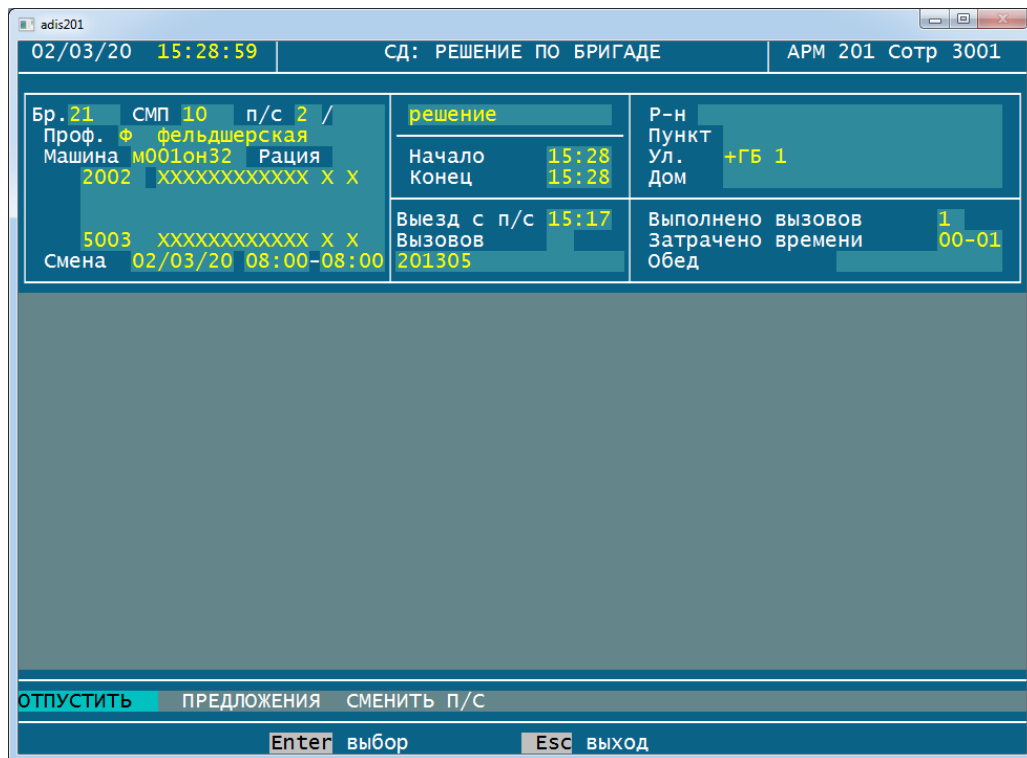 adis201
02/03/20 15:28:59 СД: РЕШЕНИЕ ПО БРИГАДЕ АРМ 201 Сотр 3001
Бр.21 СМП 10 п/с 2 /
Проф. Ф фельдшерская
Машина м001он32 Рация
2002 XXXXXXXXXXXX X X
5003 XXXXXXXXXXXX X X
Смена 02/03/20 08:00-08:00
решение
Начало 15:28
Конец 15:28
Выезд с п/с 15:17
Вызовов
201305
Р-н
Пункт
Ул. +ГБ 1
Дом
Выполнено вызовов 1
Затрачено времени 00-01
Обед
ОТПУСТИТЬ ПРЕДЛОЖЕНИЯ СМЕНИТЬ П/С
Enter выбор Esc выход